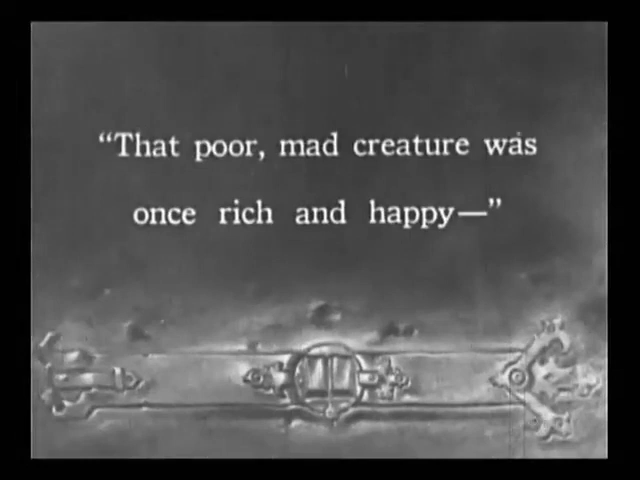 “That poor, mad creature was
once rich and happy—”